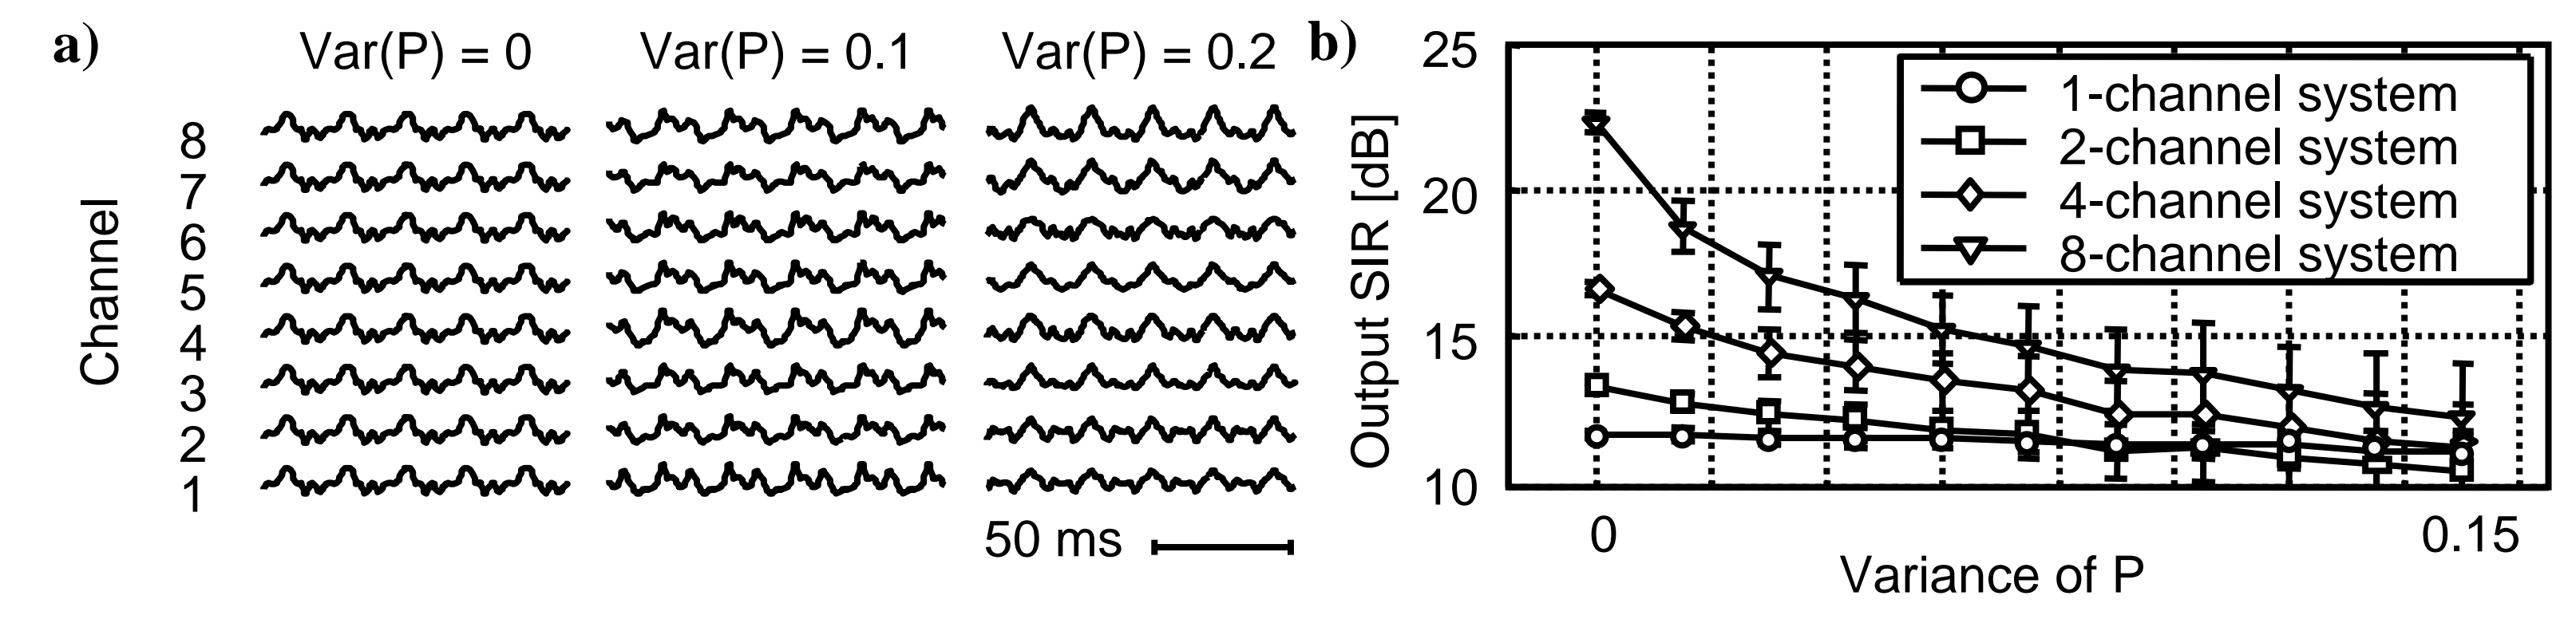 a)
Var(P) = 0
Var(P) = 0.1
Var(P) = 0.2
Channel
8
7
6
5
4
3
2
1
50 ms
b)
Output SIR [dB]
25
20
15
10
1-channel system
2-channel system
4-channel system
8-channel system
0
0.15
Variance of P